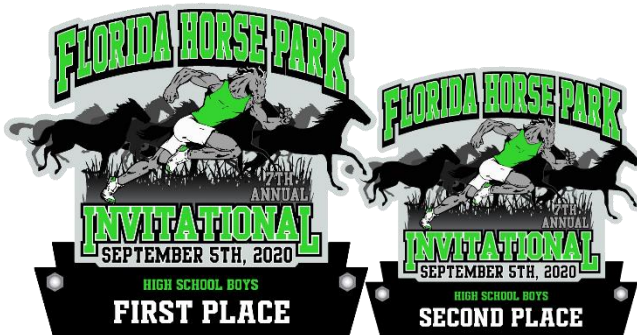 FLORIDA HORSE PARK
7TH
ANNUAL
INVITATIONAL
SEPTEMBER 5TH, 2020
HIGH SCHOOL BOYS
FIRST PLACE
FLORIDA HORSE PARK
7TH
ANNUAL
INVITATIONAL
SEPTEMBER 5TH, 2020
HIGH SCHOOL BOYS
SECOND PLACE